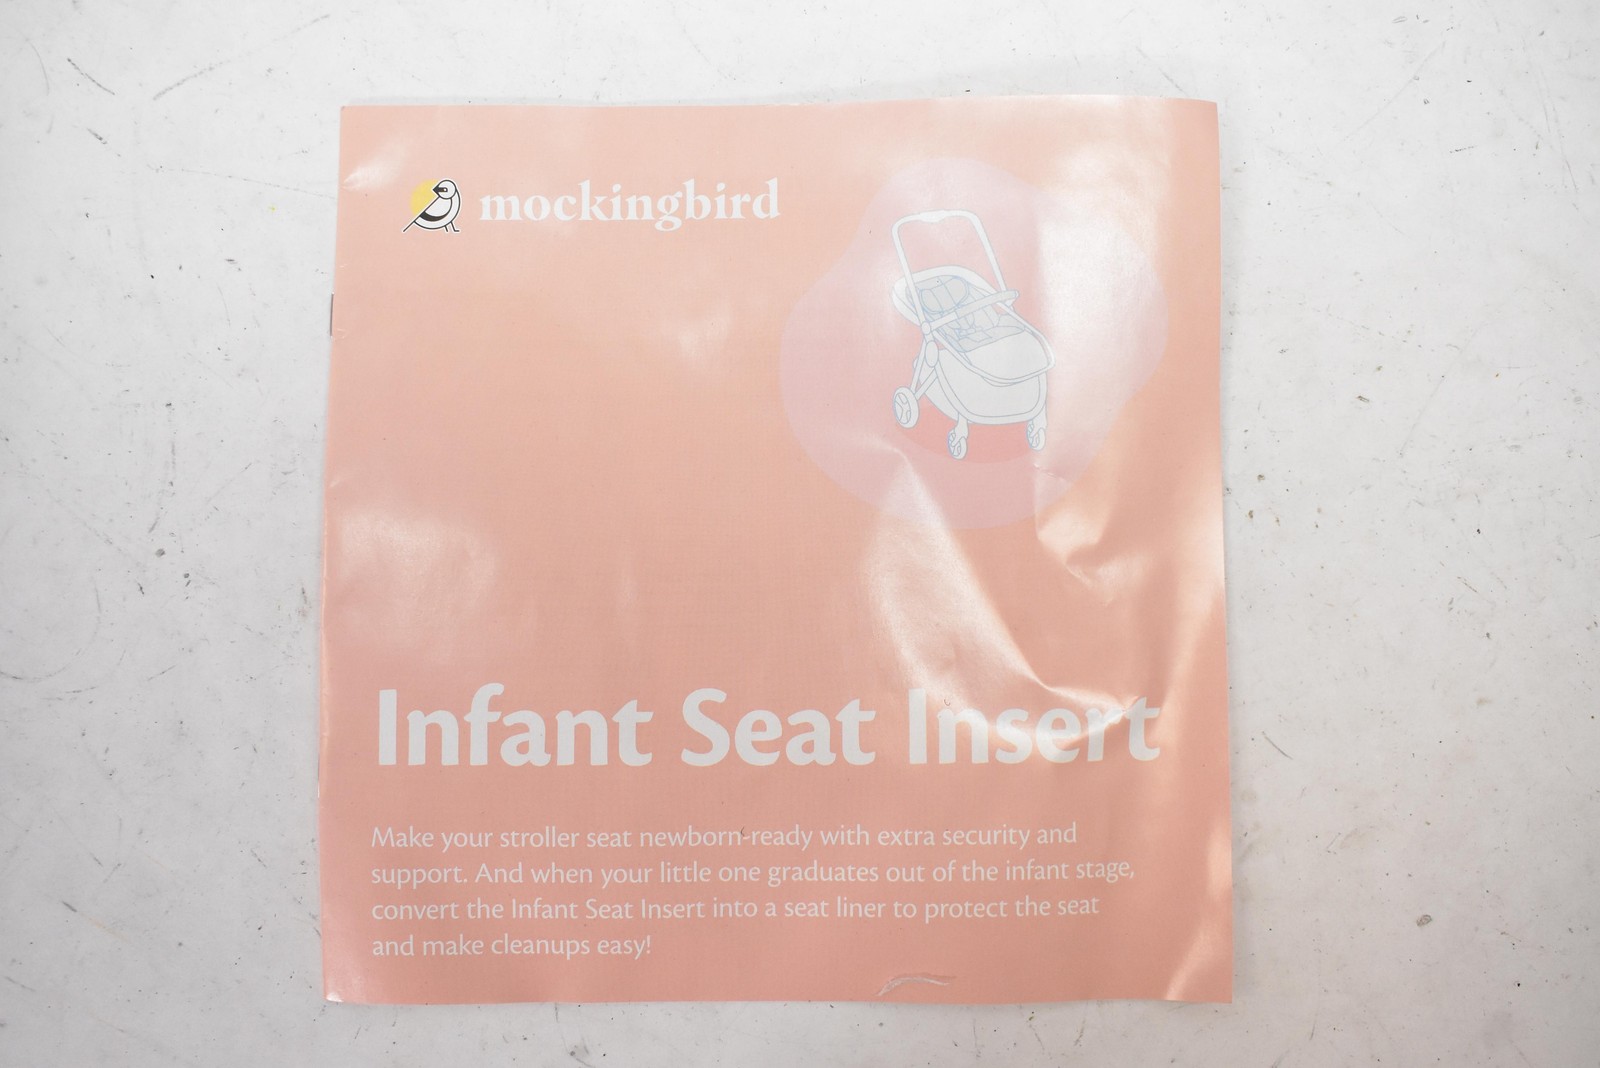 mockingbird
Infant Seat Insert
Make your stroller seat newborn-ready with extra security and
support. And when your little one graduates out of the infant stage,
convert the Infant Seat Insert into a seat liner to protect the seat
and make cleanups easy!